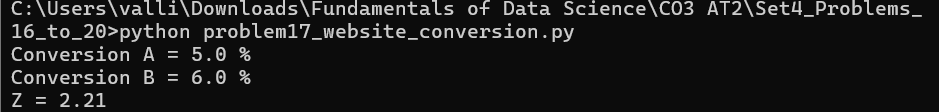 C:\Users\valli\Downloads\Fundamentals of Data Science\CO3 AT2\Set4_Problems_
16_to_20>python problem17_website_conversion.py
Conversion A = 5.0 %
Conversion B = 6.0 %
Z = 2.21